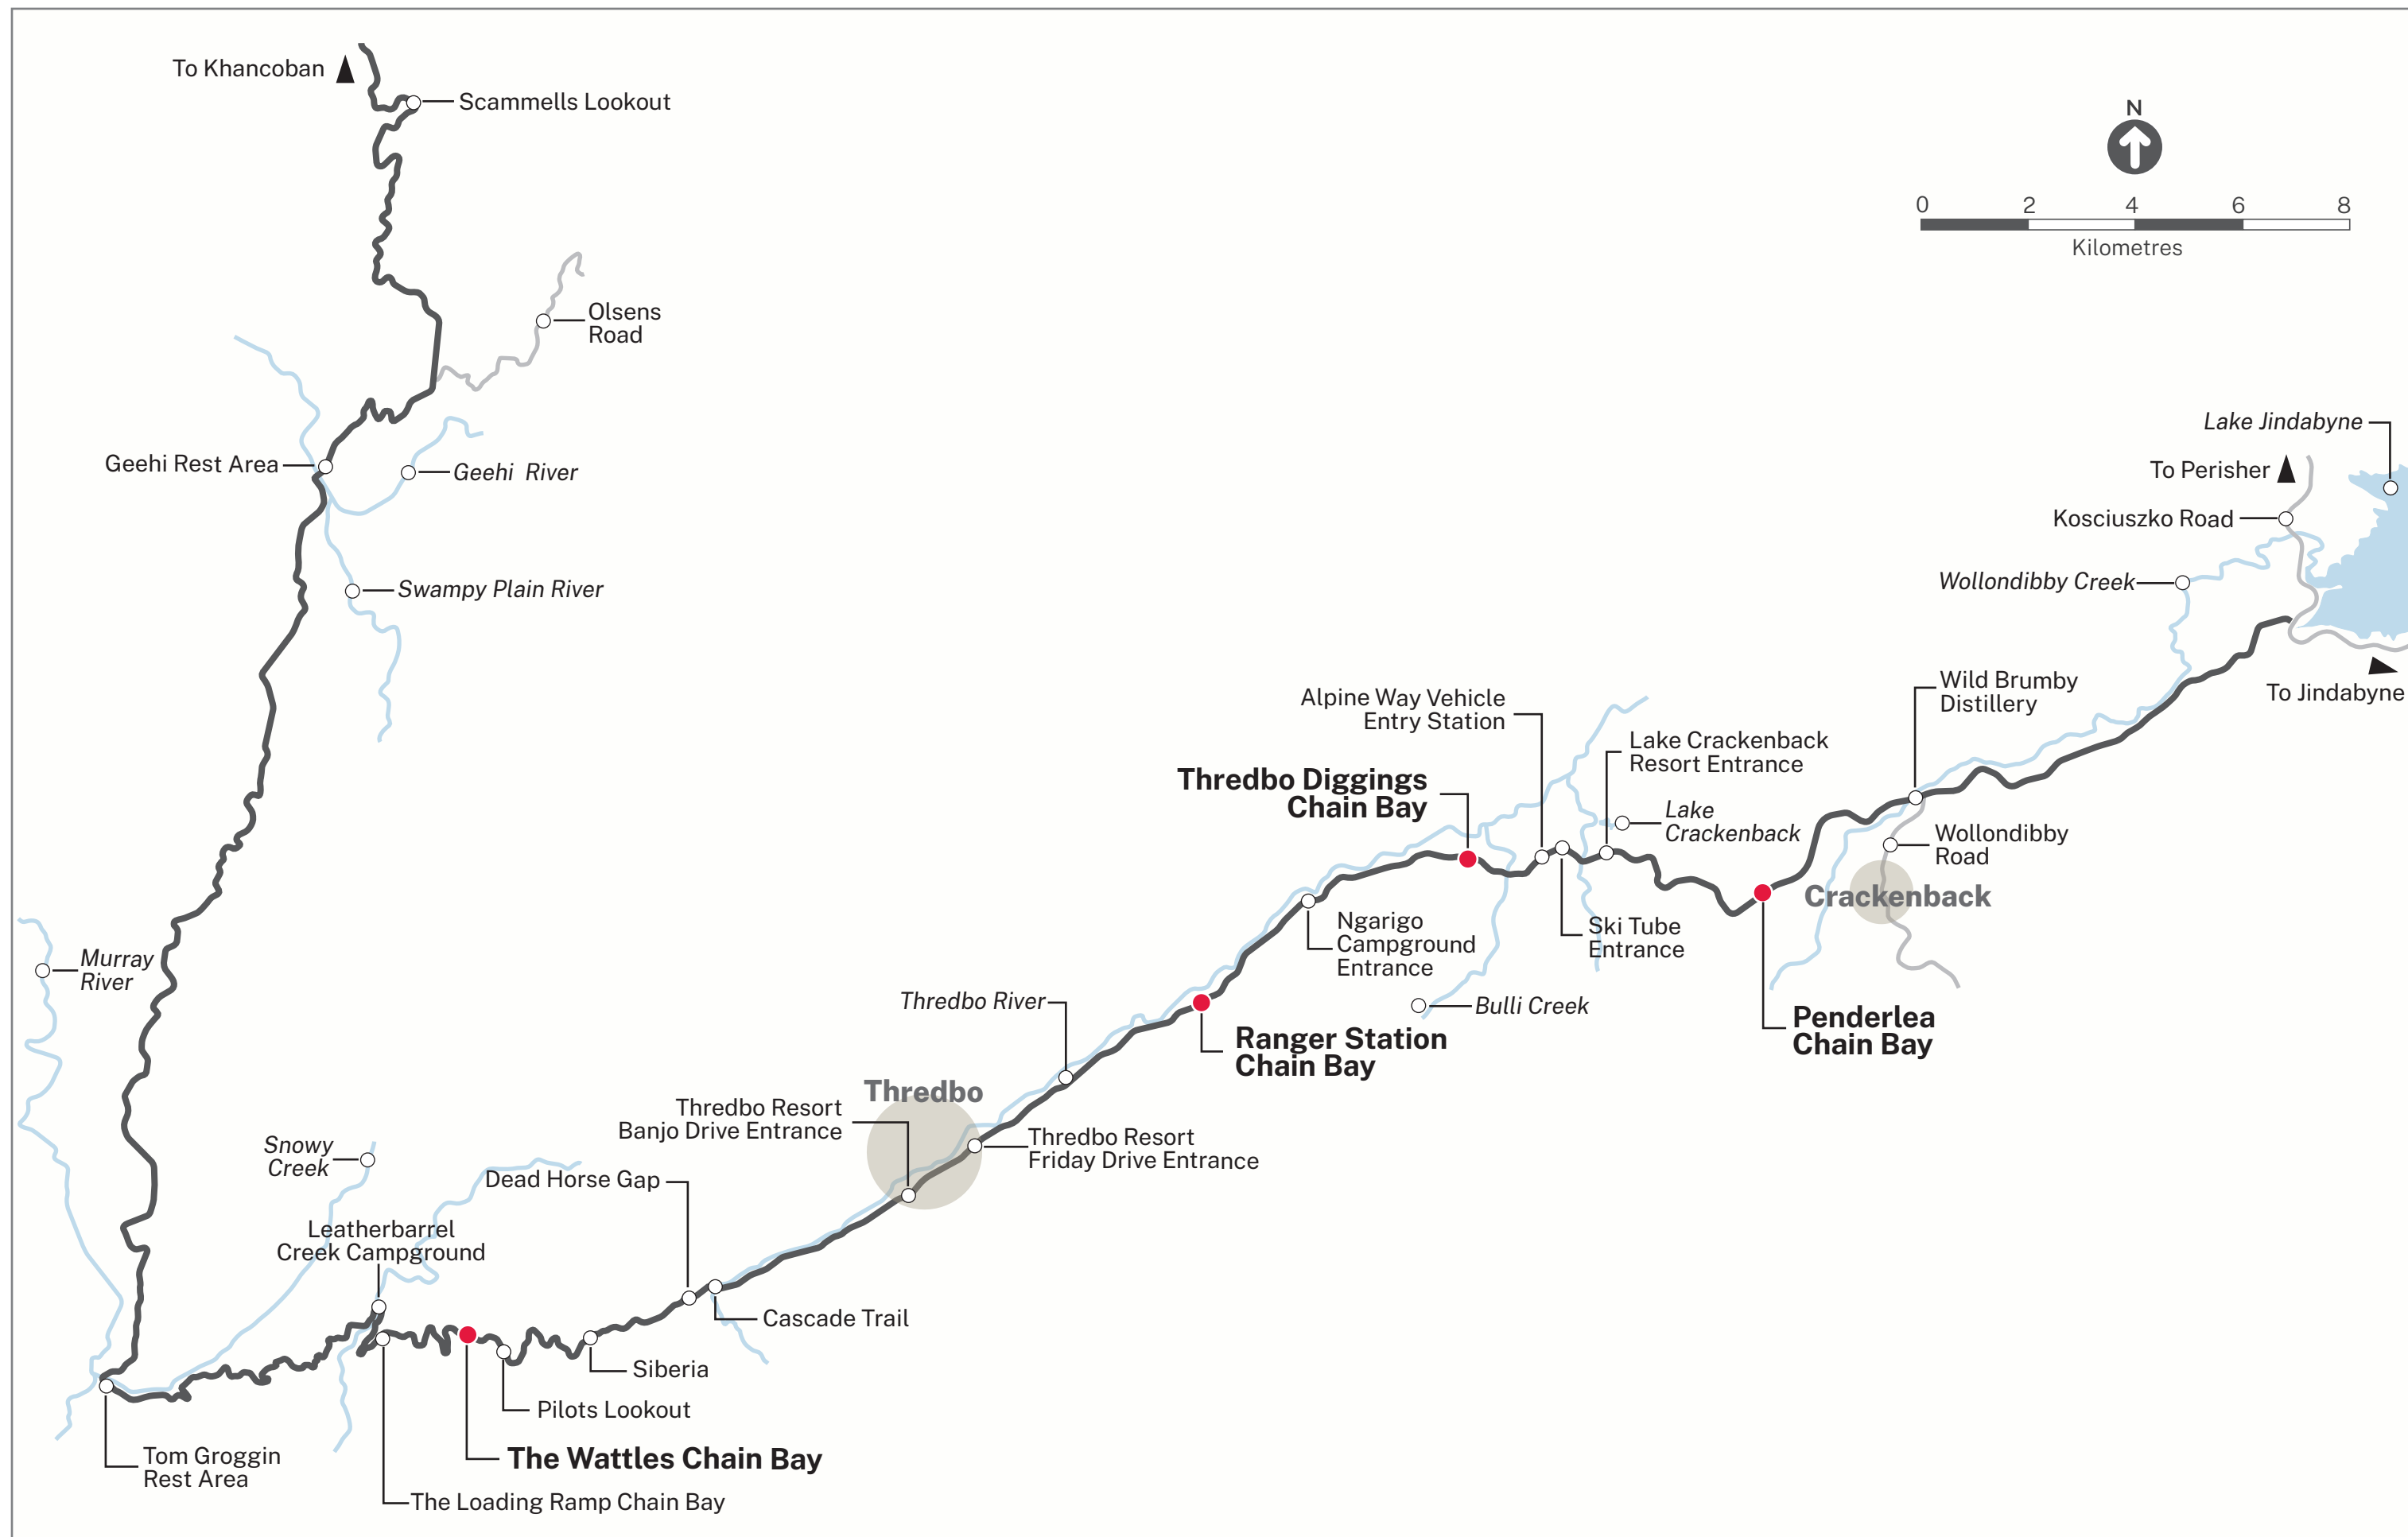 To Khancoban
Scammells Lookout
N
0 2 4 6 8
Kilometres
Olsens
Road
Geehi Rest Area
Geehi River
Swampy Plain River
Lake Jindabyne
To Perisher
Kosciuszko Road
Wollondibby Creek
To Jindabyne
Wild Brumby
Distillery
Alpine Way Vehicle
Entry Station
Lake Crackenback
Resort Entrance
Thredbo Diggings
Chain Bay
Lake
Crackenback
Wollondibby
Road
Crackenback
Ngarigo
Campground
Entrance
Ski Tube
Entrance
Murray
River
Thredbo River
Bulli Creek
Penderlea
Chain Bay
Ranger Station
Chain Bay
Thredbo
Thredbo Resort
Banjo Drive Entrance
Thredbo Resort
Friday Drive Entrance
Snowy
Creek
Dead Horse Gap
Leatherbarrel
Creek Campground
Cascade Trail
Siberia
Pilots Lookout
The Wattles Chain Bay
Tom Groggin
Rest Area
The Loading Ramp Chain Bay